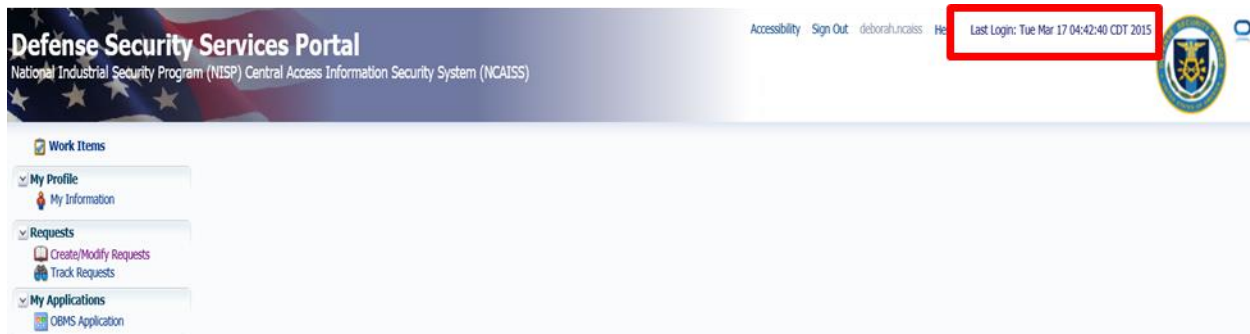 Defense Security Services Portal
National Industrial Security Program (NISP) Central Access Information Security System (NCAISS)
Accessibility Sign Out deborah.ncaiss He Last Login: Tue Mar 17 04:42:40 CDT 2015
Work Items
My Profile
My Information
Requests
Create/Modify Requests
Track Requests
My Applications
OBMS Application